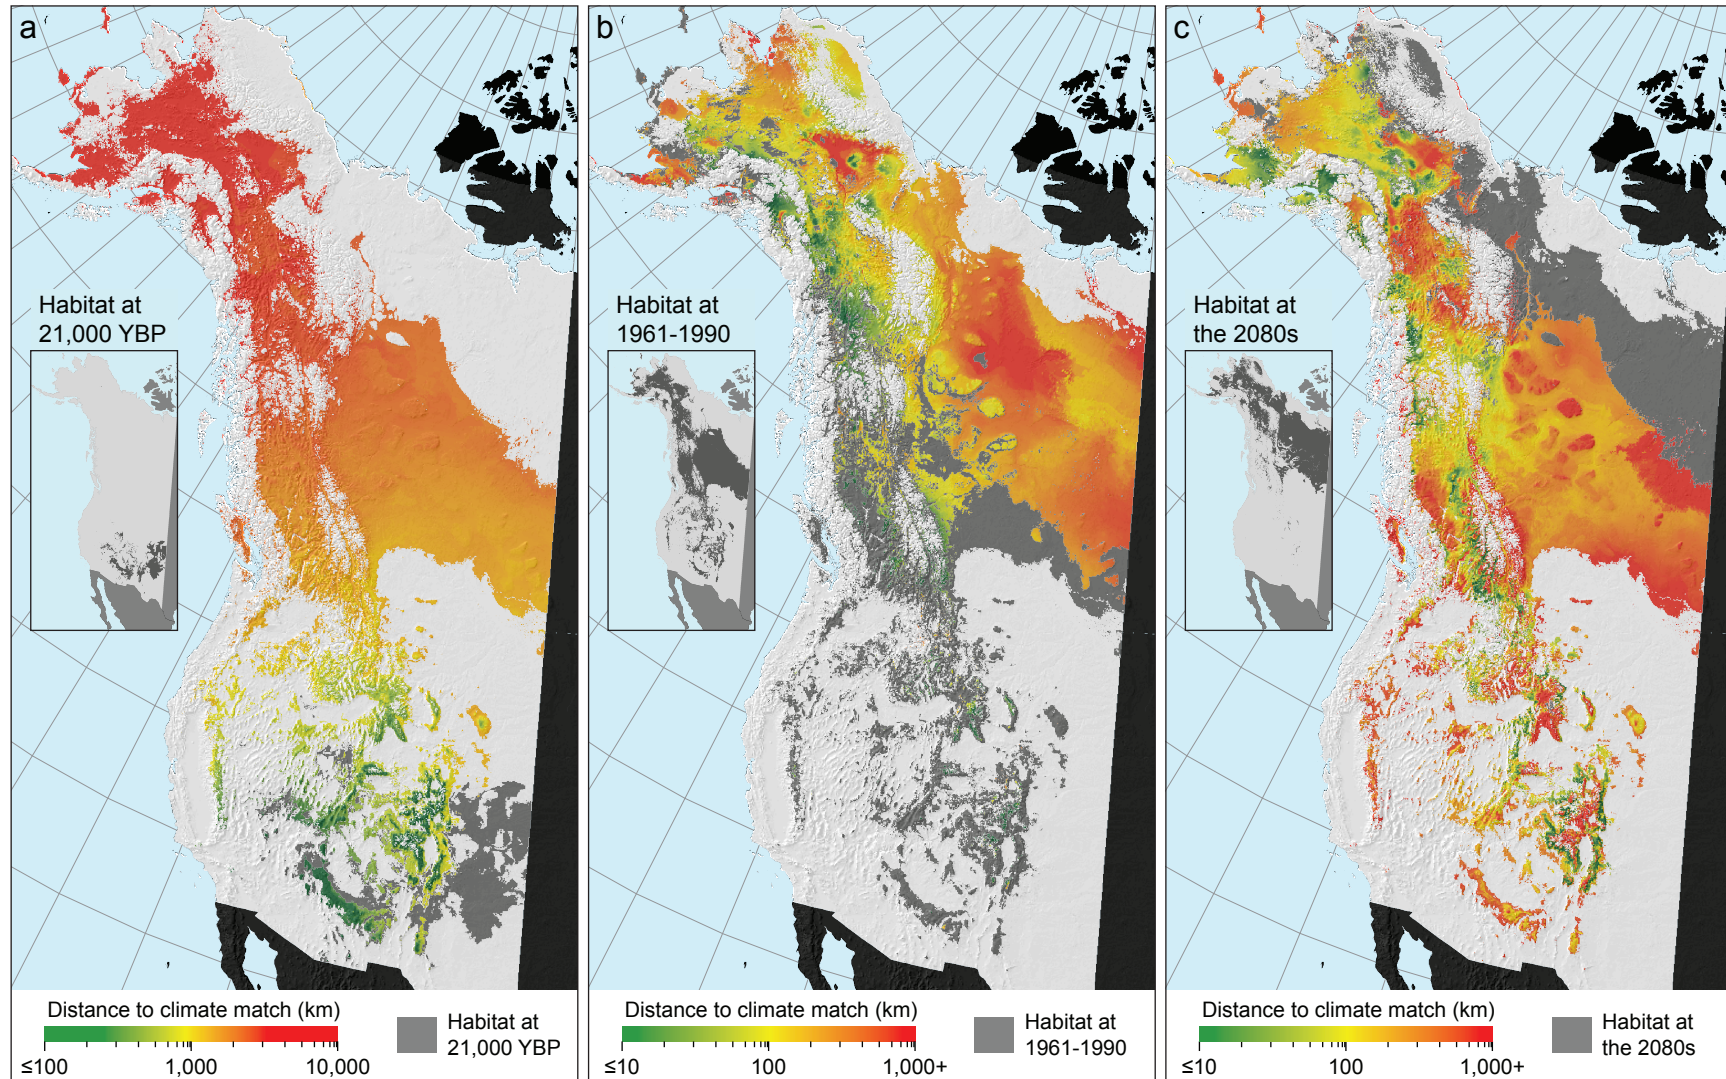 a
Habitat at
21,000 YBP
Distance to climate match (km)
≤100
1,000
10,000
Habitat at
21,000 YBP
b
Habitat at
1961-1990
Distance to climate match (km)
≤10
100
1,000+
Habitat at
1961-1990
c
Habitat at
the 2080s
Distance to climate match (km)
≤10
100
1,000+
Habitat at
the 2080s